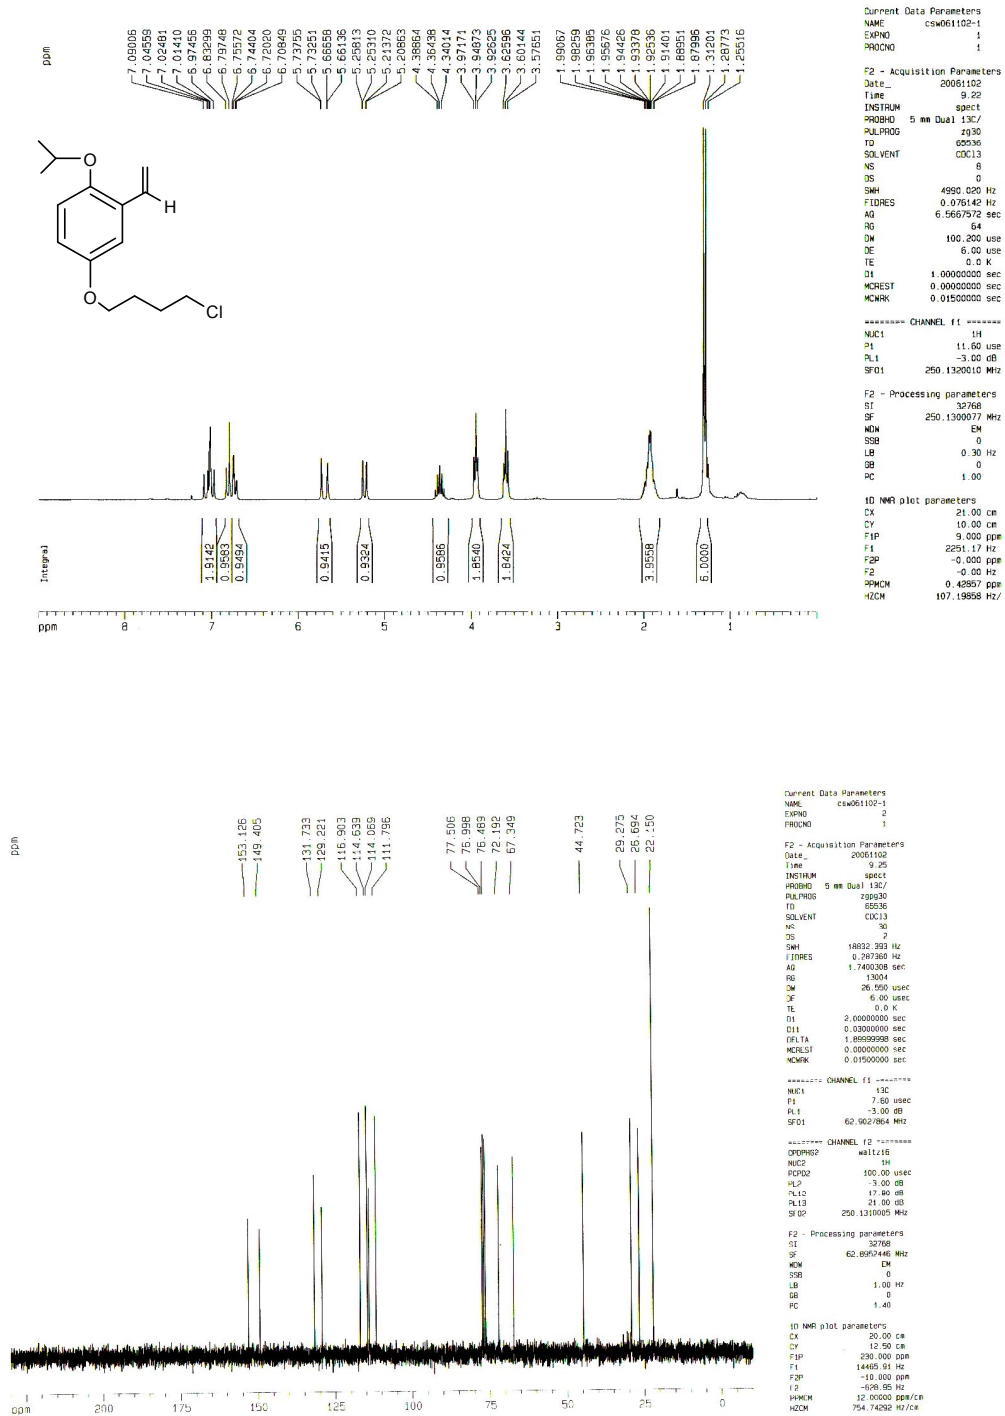 ppm
7.09006
7.04559
7.02481
7.01410
6.97456
6.83299
6.79748
6.75572
6.74404
6.72020
6.70849
5.73755
5.73251
5.66658
5.66136
5.25813
5.25310
5.21372
5.20863
4.38864
4.36438
4.34014
3.97171
3.94873
3.92625
3.62596
3.60144
3.57651
1.99067
1.98259
1.96385
1.95676
1.94426
1.93378
1.92536
1.91401
1.88951
1.87996
1.31201
1.28773
1.25516
O
H
O
Cl
Integral
1.9142
0.9583
0.9494
0.9415
0.9324
0.9586
1.8540
1.8424
3.9558
6.0000
ppm 8 7 6 5 4 3 2 1
Current Data Parameters
NAME csw061102-1
EXPNO 1
PROCNO 1
F2 - Acquisition Parameters
Date_ 20061102
Time 9.22
INSTRUM spect
PROBHD 5 mm Dual 13C/
PULPROG zg30
TD 65536
SOLVENT CDCl3
NS 8
DS 0
SWH 4990.020 Hz
FIDRES 0.076142 Hz
AQ 6.5667572 sec
RG 64
DW 100.200 use
DE 6.00 use
TE 0.0 K
D1 1.00000000 sec
MCREST 0.00000000 sec
MCWRK 0.01500000 sec
======== CHANNEL f1 =======
NUC1 1H
P1 11.60 use
PL1 -3.00 dB
SFO1 250.1320010 MHz
F2 - Processing parameters
SI 32768
SF 250.1300077 MHz
WDW EM
SSB 0
LB 0.30 Hz
GB 0
PC 1.00
1D NMR plot parameters
CX 21.00 cm
CY 10.00 cm
F1P 9.000 ppm
F1 2251.17 Hz
F2P -0.000 ppm
F2 -0.00 Hz
PPMCM 0.42857 ppm
HZCM 107.19858 Hz/
ppm
153.126
149.405
131.733
129.221
116.903
114.639
114.069
111.796
77.506
76.998
76.489
72.192
67.349
44.723
29.275
26.694
22.150
ppm 200 175 150 125 100 75 50 25 0
Current Data Parameters
NAME csw061102-1
EXPNO 2
PROCNO 1
F2 - Acquisition Parameters
Date_ 20061102
Time 9.25
INSTRUM spect
PROBHD 5 mm Dual 13C/
PULPROG zgpg30
TD 65536
SOLVENT CDCl3
NS 30
DS 2
SWH 18832.393 Hz
FIDRES 0.287360 Hz
AQ 1.7400308 sec
RG 13004
DW 26.550 usec
DE 6.00 usec
TE 0.0 K
D1 2.00000000 sec
D11 0.03000000 sec
DELTA 1.89999998 sec
MCREST 0.00000000 sec
MCWRK 0.01500000 sec
======== CHANNEL f1 ========
NUC1 13C
P1 7.60 usec
PL1 -3.00 dB
SFO1 62.9027864 MHz
======== CHANNEL f2 ========
CPDPRG2 waltz16
NUC2 1H
PCPD2 100.00 usec
PL2 -3.00 dB
PL12 17.90 dB
PL13 21.00 dB
SFO2 250.1310005 MHz
F2 - Processing parameters
SI 32768
SF 62.8952446 MHz
WDW EM
SSB 0
LB 1.00 Hz
GB 0
PC 1.40
1D NMR plot parameters
CX 20.00 cm
CY 12.50 cm
F1P 230.000 ppm
F1 14465.91 Hz
F2P -10.000 ppm
F2 -628.95 Hz
PPMCM 12.00000 ppm/cm
HZCM 754.74292 Hz/cm